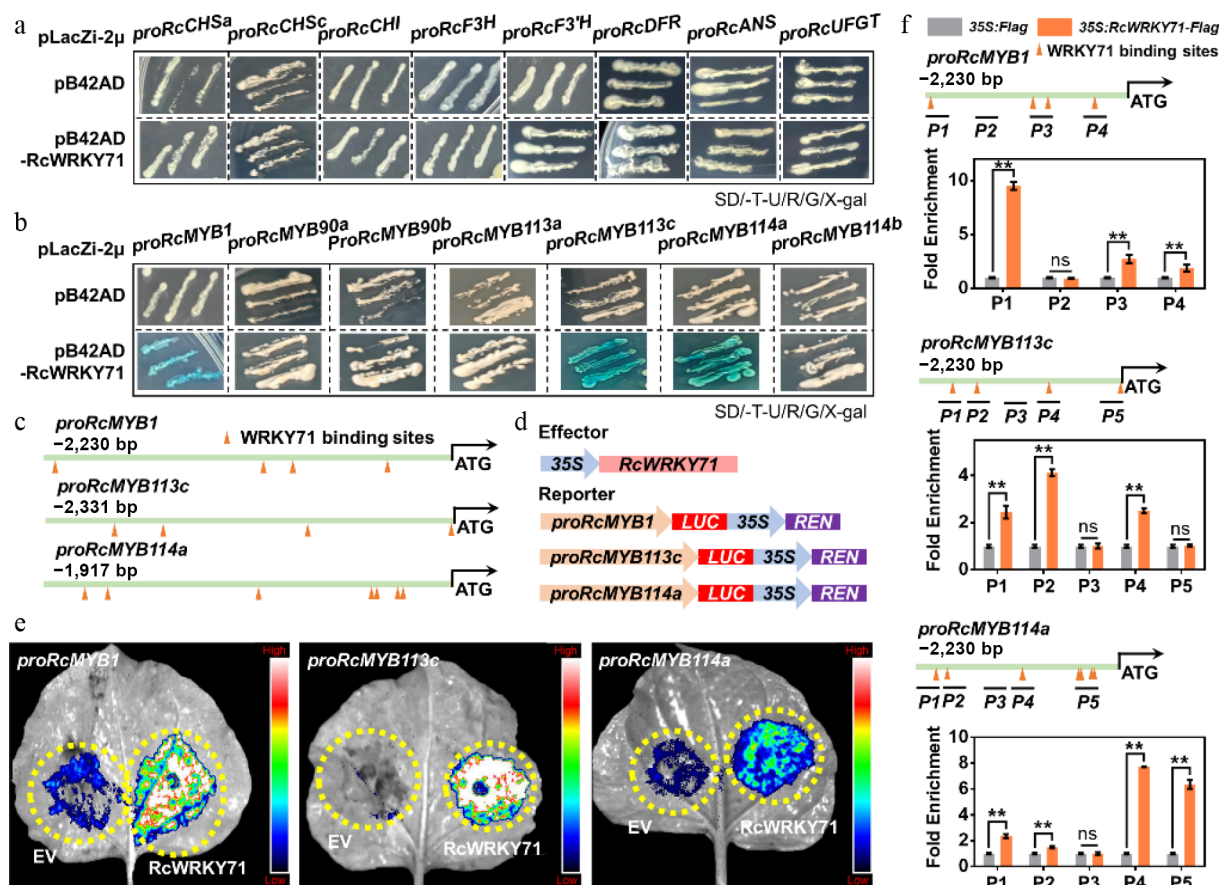 a
pLacZi-2μ
proRcCHSa
proRcCHSc
proRcCHI
proRcF3H
proRcF3'H
proRcDFR
proRcANS
proRcUFGT
pB42AD
pB42AD
-RcWRKY71
SD/-T-U/R/G/X-gal
b
pLacZi-2μ
proRcMYB1
proRcMYB90a
ProRcMYB90b
proRcMYB113a
proRcMYB113c
proRcMYB114a
proRcMYB114b
pB42AD
pB42AD
-RcWRKY71
SD/-T-U/R/G/X-gal
c
proRcMYB1
−2,230 bp
WRKY71 binding sites
ATG
proRcMYB113c
−2,331 bp
ATG
proRcMYB114a
−1,917 bp
ATG
d
Effector
35S RcWRKY71
Reporter
proRcMYB1 LUC 35S REN
proRcMYB113c LUC 35S REN
proRcMYB114a LUC 35S REN
e
proRcMYB1
High
EV
RcWRKY71
Low
proRcMYB113c
High
EV
RcWRKY71
Low
proRcMYB114a
High
EV
RcWRKY71
Low
f
35S:Flag 35S:RcWRKY71-Flag
WRKY71 binding sites
proRcMYB1
−2,230 bp
ATG
P1 P2 P3 P4
Fold Enrichment
10
5
0
** ns ** **
P1 P2 P3 P4
proRcMYB113c
−2,230 bp
ATG
P1 P2 P3 P4 P5
Fold Enrichment
4
2
0
** ** ns ** ns
P1 P2 P3 P4 P5
proRcMYB114a
−2,230 bp
ATG
P1 P2 P3 P4 P5
Fold Enrichment
10
8
6
4
2
0
** ** ns ** **
P1 P2 P3 P4 P5